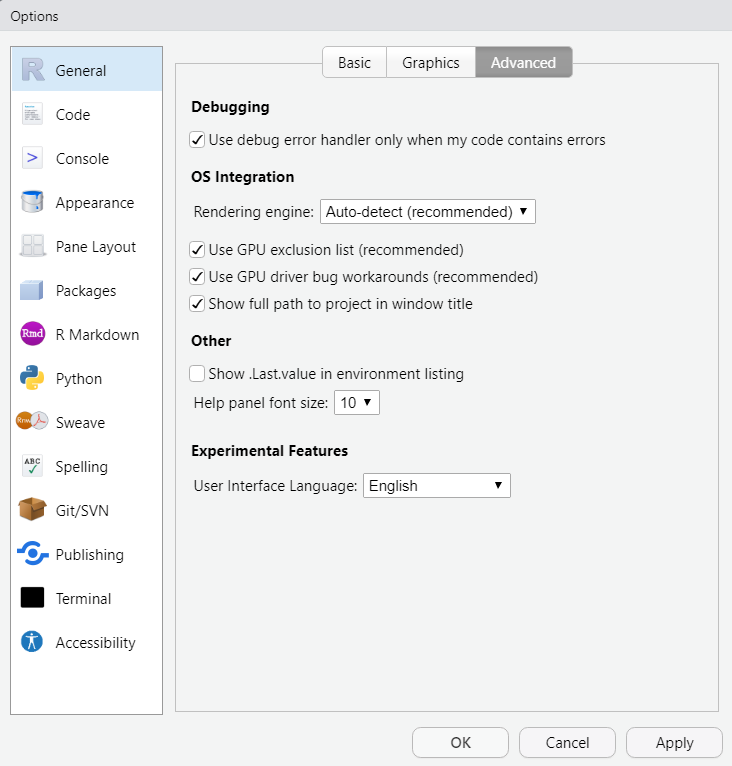 Options
General
Code
Console
Appearance
Pane Layout
Packages
Rmd R Markdown
Python
Sweave
ABC Spelling
Git/SVN
Publishing
Terminal
Accessibility
Basic Graphics Advanced
Debugging
Use debug error handler only when my code contains errors
OS Integration
Rendering engine: Auto-detect (recommended)
Use GPU exclusion list (recommended)
Use GPU driver bug workarounds (recommended)
Show full path to project in window title
Other
Show .Last.value in environment listing
Help panel font size: 10
Experimental Features
User Interface Language: English
OK Cancel Apply